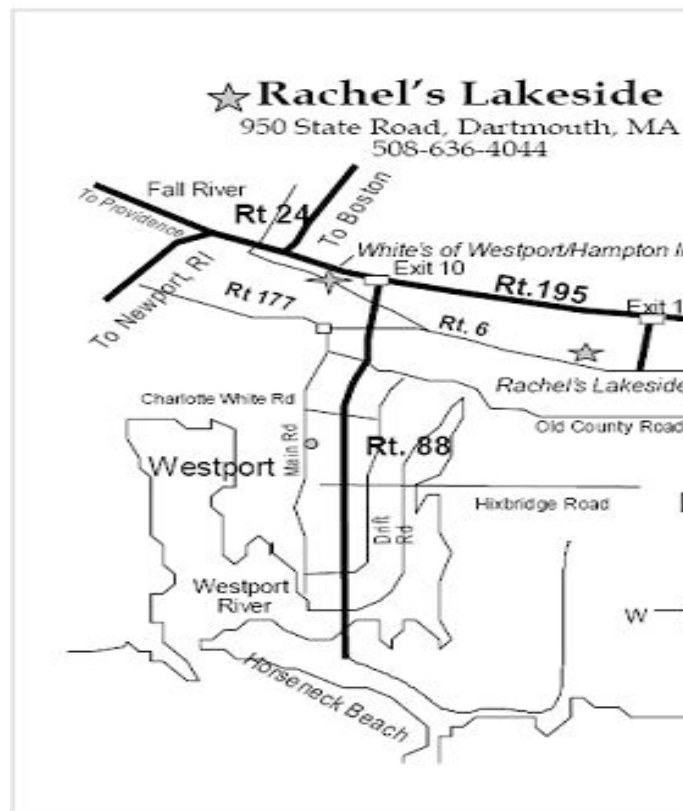 Rachel's Lakeside
950 State Road, Dartmouth, MA
508-636-4044
Fall River
To Providence
Rt 24
To Boston
White's of Westport/Hampton
Exit 10
To Newport, RI
Rt 177
Rt.195
Rt. 6
Exit
Rachel's Lakeside
Charlotte White Rd
Old County Road
Main Rd
Rt. 88
Westport
Hixbridge Road
Drift
Rd
Westport
River
W
Horseneck Beach